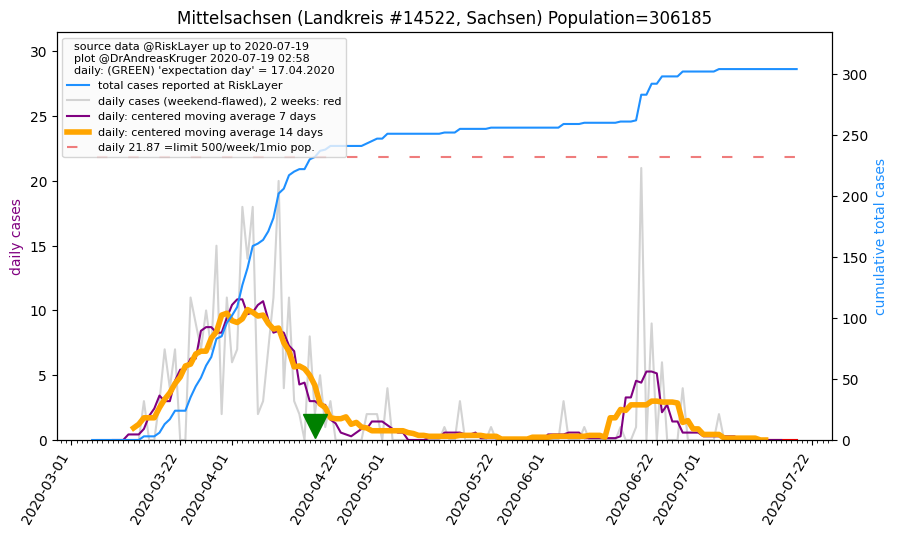 Mittelsachsen (Landkreis #14522, Sachsen) Population=306185
source data @RiskLayer up to 2020-07-19
plot @DrAndreasKruger 2020-07-19 02:58
daily: (GREEN) 'expectation day' = 17.04.2020
total cases reported at RiskLayer
daily cases (weekend-flawed), 2 weeks: red
daily: centered moving average 7 days
daily: centered moving average 14 days
daily 21.87 =limit 500/week/1mio pop.
daily cases
30
25
20
15
10
5
0
cumulative total cases
300
250
200
150
100
50
0
2020-03-01
2020-03-22
2020-04-01
2020-04-22
2020-05-01
2020-05-22
2020-06-01
2020-06-22
2020-07-01
2020-07-22